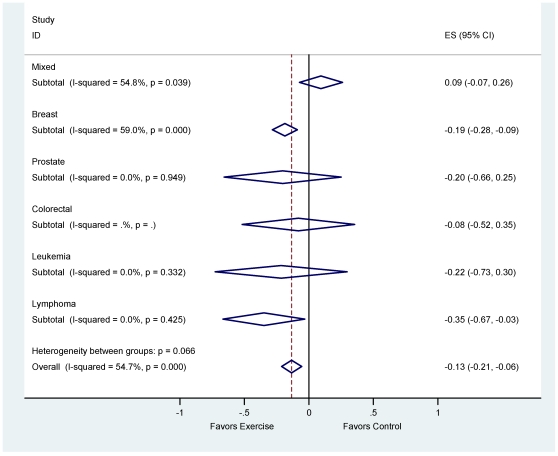 Study
ID ES (95% CI)
Mixed
Subtotal (I-squared = 54.8%, p = 0.039) 0.09 (-0.07, 0.26)
Breast
Subtotal (I-squared = 59.0%, p = 0.000) -0.19 (-0.28, -0.09)
Prostate
Subtotal (I-squared = 0.0%, p = 0.949) -0.20 (-0.66, 0.25)
Colorectal
Subtotal (I-squared = .%, p = .) -0.08 (-0.52, 0.35)
Leukemia
Subtotal (I-squared = 0.0%, p = 0.332) -0.22 (-0.73, 0.30)
Lymphoma
Subtotal (I-squared = 0.0%, p = 0.425) -0.35 (-0.67, -0.03)
Heterogeneity between groups: p = 0.066
Overall (I-squared = 54.7%, p = 0.000) -0.13 (-0.21, -0.06)
-1 -.5 0 .5 1
Favors Exercise Favors Control